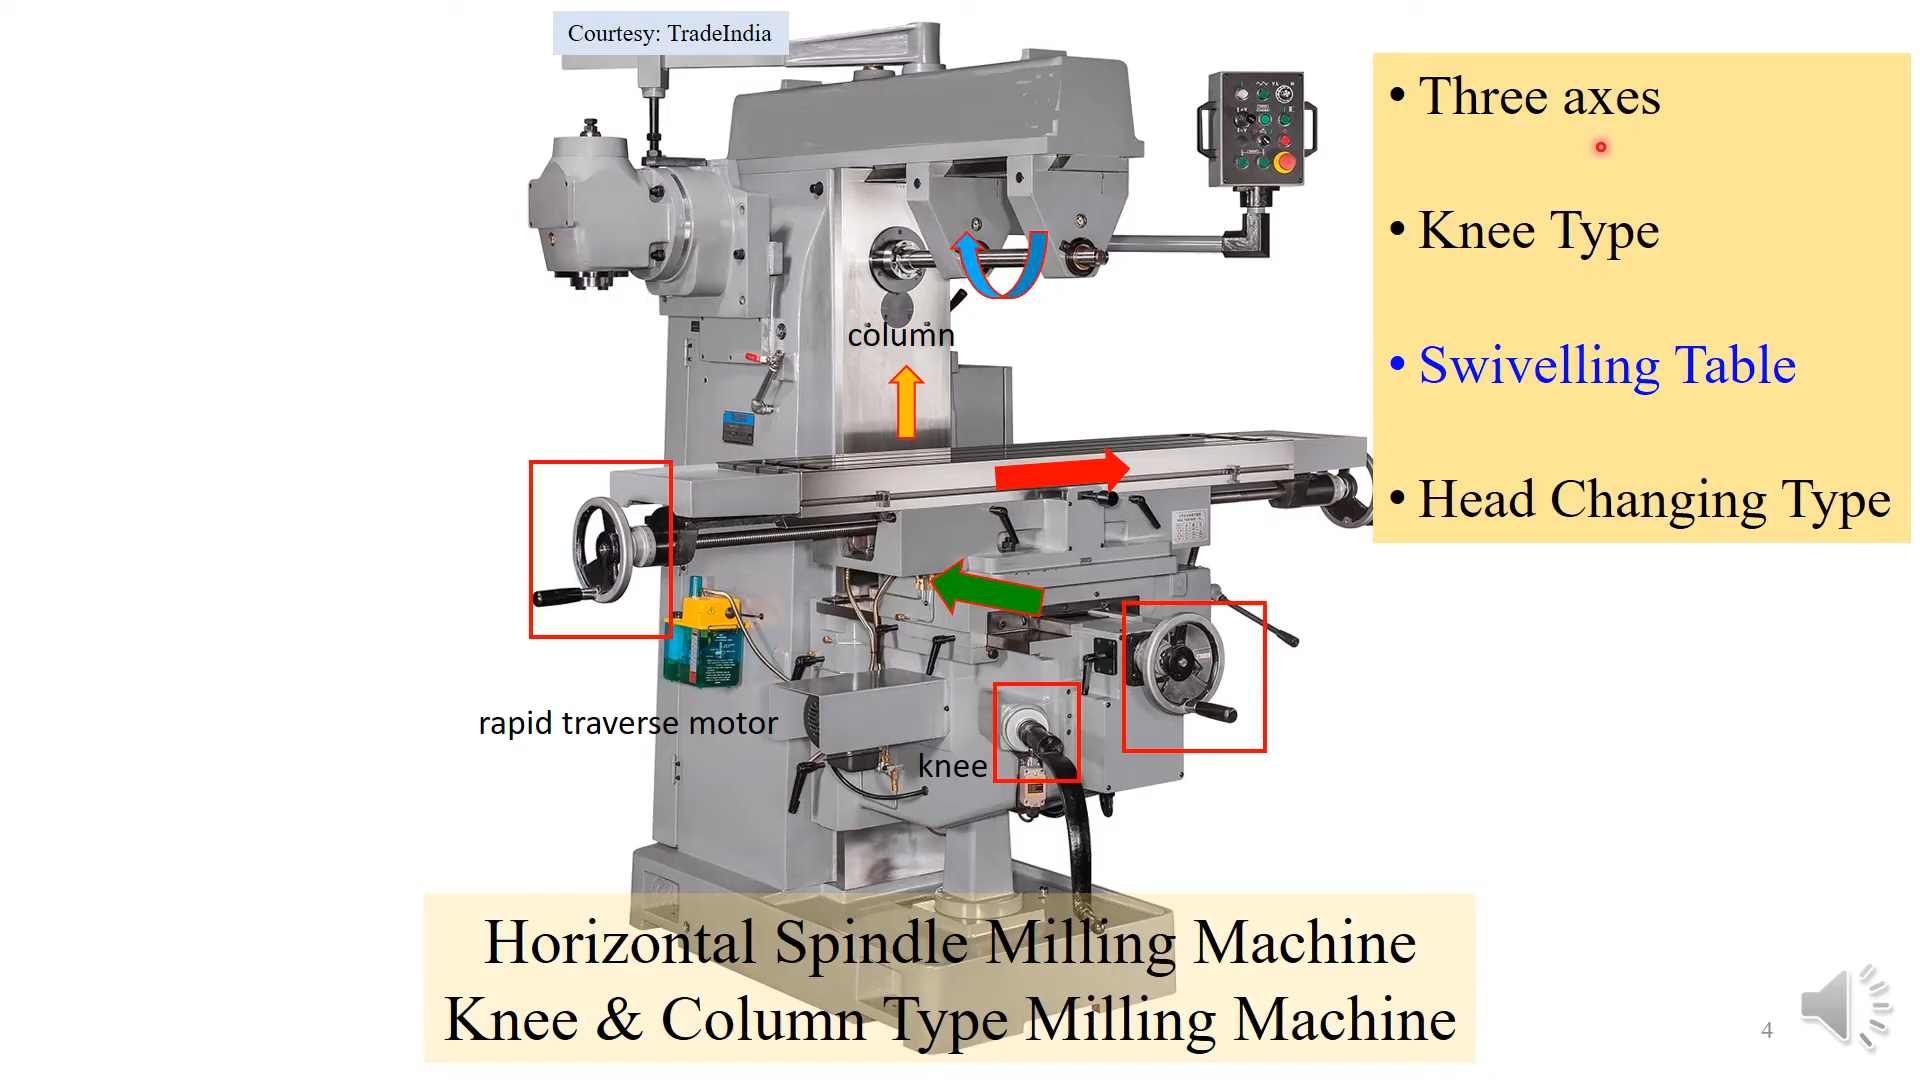 Courtesy: TradeIndia
• Three axes
• Knee Type
• Swivelling Table
• Head Changing Type
column
rapid traverse motor
knee
Horizontal Spindle Milling Machine
Knee & Column Type Milling Machine
4